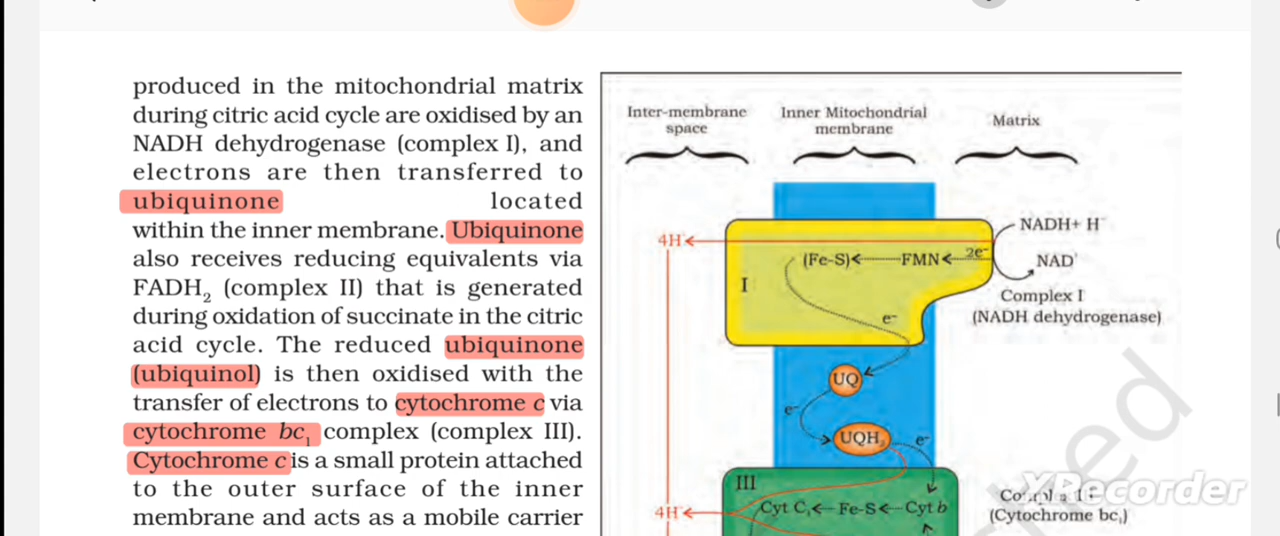 produced in the mitochondrial matrix
during citric acid cycle are oxidised by an
NADH dehydrogenase (complex I), and
electrons are then transferred to
ubiquinone located
within the inner membrane. Ubiquinone
also receives reducing equivalents via
FADH₂ (complex II) that is generated
during oxidation of succinate in the citric
acid cycle. The reduced ubiquinone
(ubiquinol) is then oxidised with the
transfer of electrons to cytochrome c via
cytochrome bc₁ complex (complex III).
Cytochrome c is a small protein attached
to the outer surface of the inner
membrane and acts as a mobile carrier
Inter-membrane
space
Inner Mitochondrial
membrane
Matrix
NADH+ H⁺
4H⁺
(Fe-S) FMN 2e⁻
NAD⁺
I
Complex I
(NADH dehydrogenase)
e⁻
UQ
e⁻
UQH₂ e⁻
III
XRecorder
4H⁺
Cyt C₁ Fe-S Cyt b
(Cytochrome bc₁)